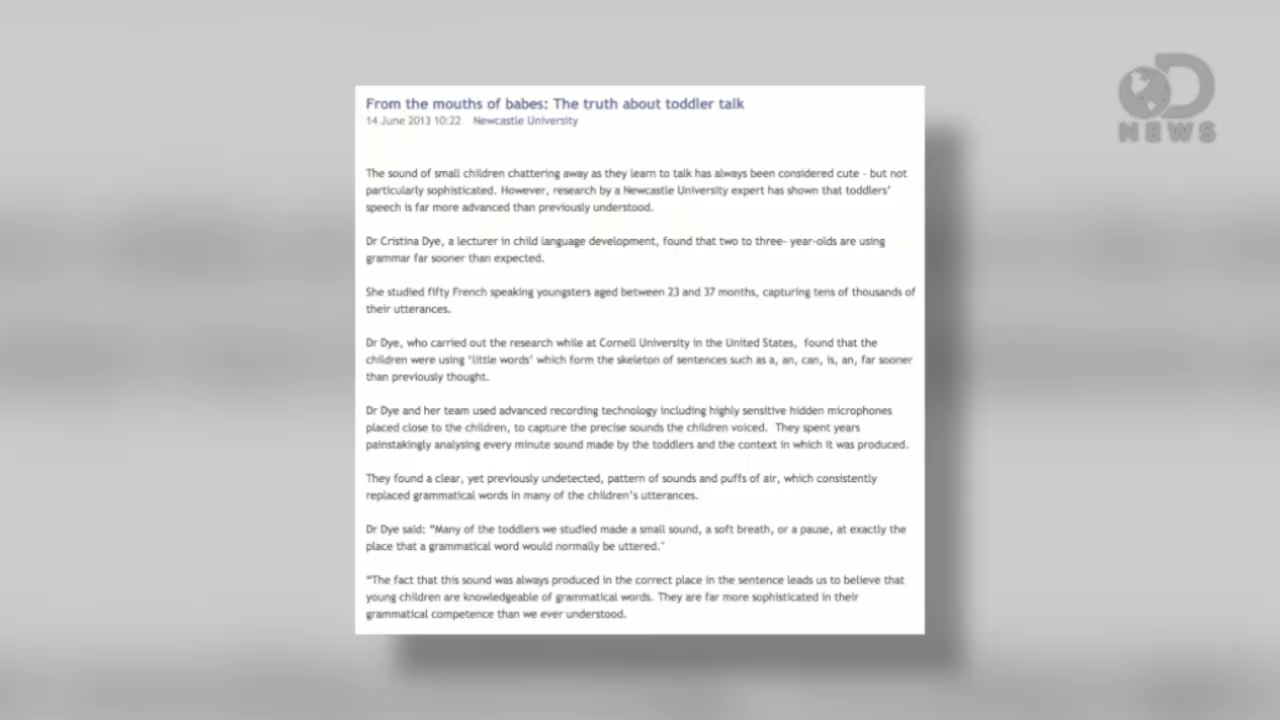 From the mouths of babes: The truth about toddler talk
14 June 2013 10:22 Newcastle University
The sound of small children chattering away as they learn to talk has always been considered cute - but not
particularly sophisticated. However, research by a Newcastle University expert has shown that toddlers'
speech is far more advanced than previously understood.
Dr Cristina Dye, a lecturer in child language development, found that two to three- year-olds are using
grammar far sooner than expected.
She studied fifty French speaking youngsters aged between 23 and 37 months, capturing tens of thousands of
their utterances.
Dr Dye, who carried out the research while at Cornell University in the United States, found that the
children were using 'little words' which form the skeleton of sentences such as a, an, can, is, an, far sooner
than previously thought.
Dr Dye and her team used advanced recording technology including highly sensitive hidden microphones
placed close to the children, to capture the precise sounds the children voiced. They spent years
painstakingly analysing every minute sound made by the toddlers and the context in which it was produced.
They found a clear, yet previously undetected, pattern of sounds and puffs of air, which consistently
replaced grammatical words in many of the children's utterances.
Dr Dye said: "Many of the toddlers we studied made a small sound, a soft breath, or a pause, at exactly the
place that a grammatical word would normally be uttered."
"The fact that this sound was always produced in the correct place in the sentence leads us to believe that
young children are knowledgeable of grammatical words. They are far more sophisticated in their
grammatical competence than we ever understood.
D
NEWS